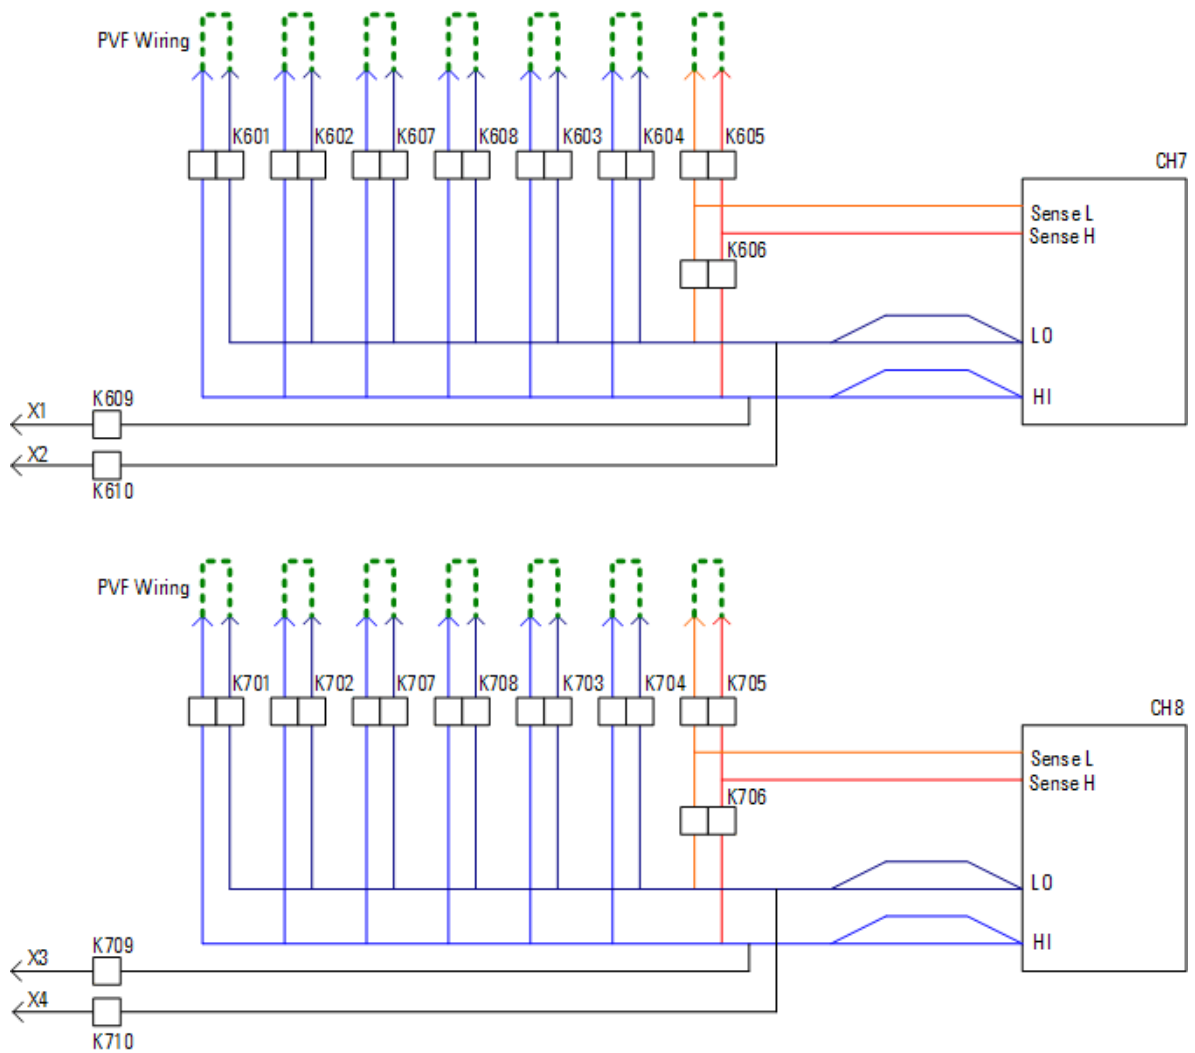 PVF Wiring
K601 K602 K607 K608 K603 K604 K605
CH7
Sense L
Sense H
K606
LO
HI
K609
X1
X2
K610
PVF Wiring
K701 K702 K707 K708 K703 K704 K705
CH8
Sense L
Sense H
K706
LO
HI
K709
X3
X4
K710